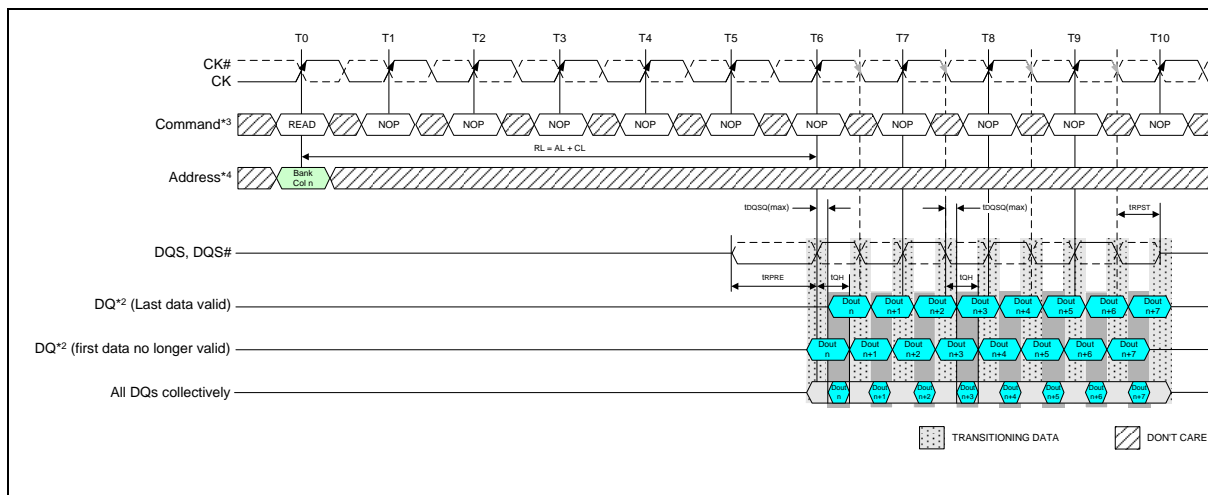 T0 T1 T2 T3 T4 T5 T6 T7 T8 T9 T10
CK#
CK
Command*3 READ NOP NOP NOP NOP NOP NOP NOP NOP NOP NOP
RL = AL + CL
Address*4 Bank
Col n
tDQSQ(max) tDQSQ(max) tRPST
DQS, DQS#
tRPRE tQH tQH
DQ*2 (Last data valid) Dout
n Dout
n+1 Dout
n+2 Dout
n+3 Dout
n+4 Dout
n+5 Dout
n+6 Dout
n+7
DQ*2 (first data no longer valid) Dout
n Dout
n+1 Dout
n+2 Dout
n+3 Dout
n+4 Dout
n+5 Dout
n+6 Dout
n+7
All DQs collectively Dout
n Dout
n+1 Dout
n+2 Dout
n+3 Dout
n+4 Dout
n+5 Dout
n+6 Dout
n+7
TRANSITIONING DATA DON'T CARE